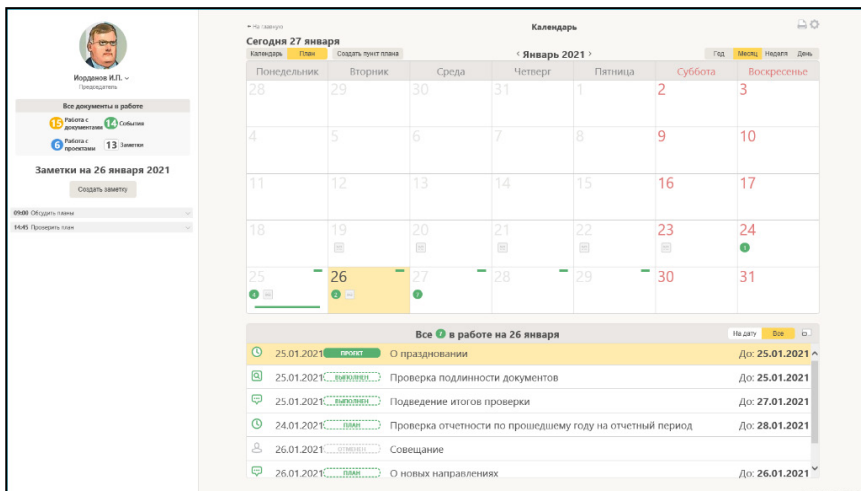 Иорданов И.П.
Председатель
Все документы в работе
15 Работа с документами 14 События
6 Работа с проектами 13 Заметки
Заметки на 26 января 2021
Создать заметку
09:00 Обсудить планы
14:45 Проверить план
На главную
Календарь
Сегодня 27 января
Календарь План Создать пункт плана
Январь 2021
Год Месяц Неделя День
Понедельник Вторник Среда Четверг Пятница Суббота Воскресенье
28 29 30 31 1 2 3
4 5 6 7 8 9 10
11 12 13 14 15 16 17
18 19 20 21 22 23 24
1
25 26 27 28 29 30 31
4 2
Все 7 в работе на 26 января
На дату Все
25.01.2021 ПРОЕКТ О праздновании До: 25.01.2021
25.01.2021 ВЫПОЛНЕН Проверка подлинности документов До: 25.01.2021
25.01.2021 ВЫПОЛНЕН Подведение итогов проверки До: 27.01.2021
24.01.2021 ПЛАН Проверка отчетности по прошедшему году на отчетный период До: 28.01.2021
26.01.2021 ОТМЕНЕН Совещание
26.01.2021 ПЛАН О новых направлениях До: 26.01.2021